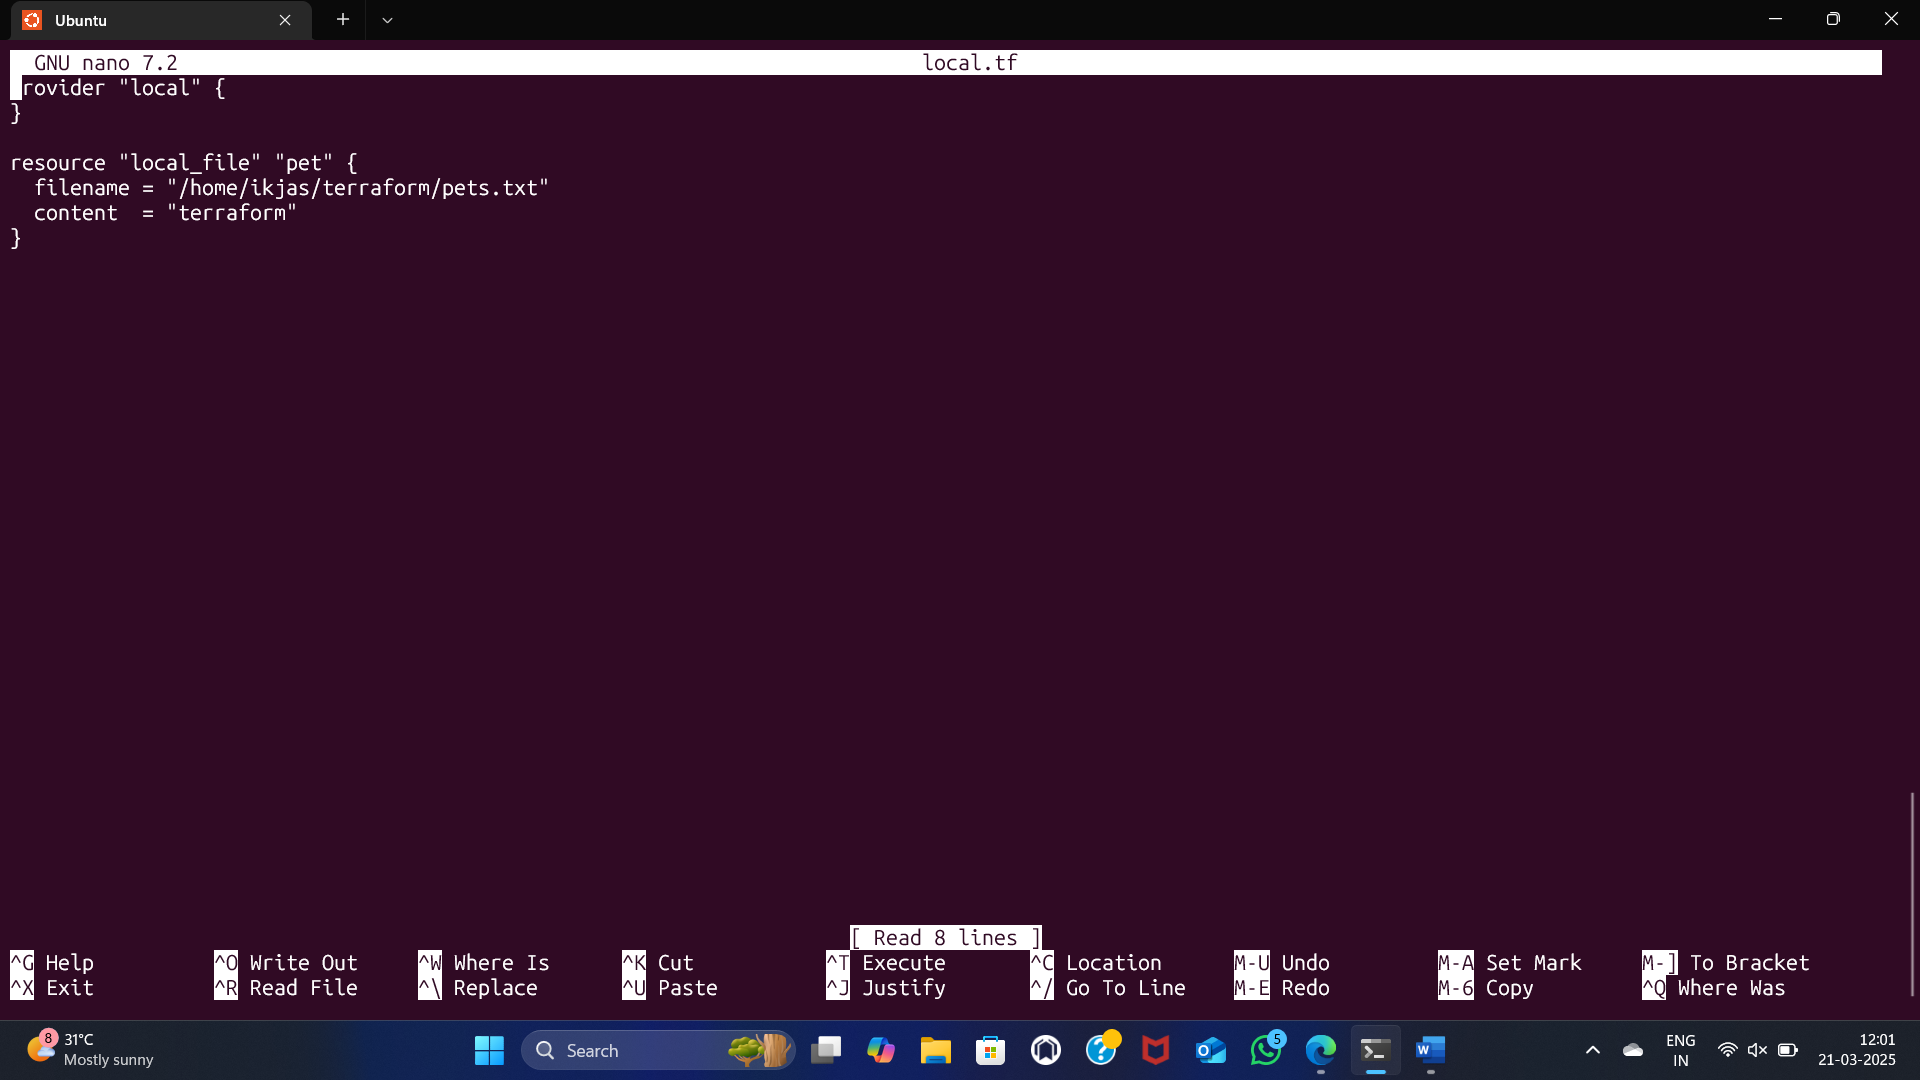 Ubuntu
GNU nano 7.2 local.tf
rovider "local" {
}
resource "local_file" "pet" {
filename = "/home/ikjas/terraform/pets.txt"
content  = "terraform"
}
[ Read 8 lines ]
^G Help ^O Write Out ^W Where Is ^K Cut ^T Execute ^C Location M-U Undo M-A Set Mark M-] To Bracket
^X Exit ^R Read File ^\ Replace ^U Paste ^J Justify ^/ Go To Line M-E Redo M-6 Copy ^Q Where Was
8 31°C
Mostly sunny
Search
5
ENG
IN
12:01
21-03-2025